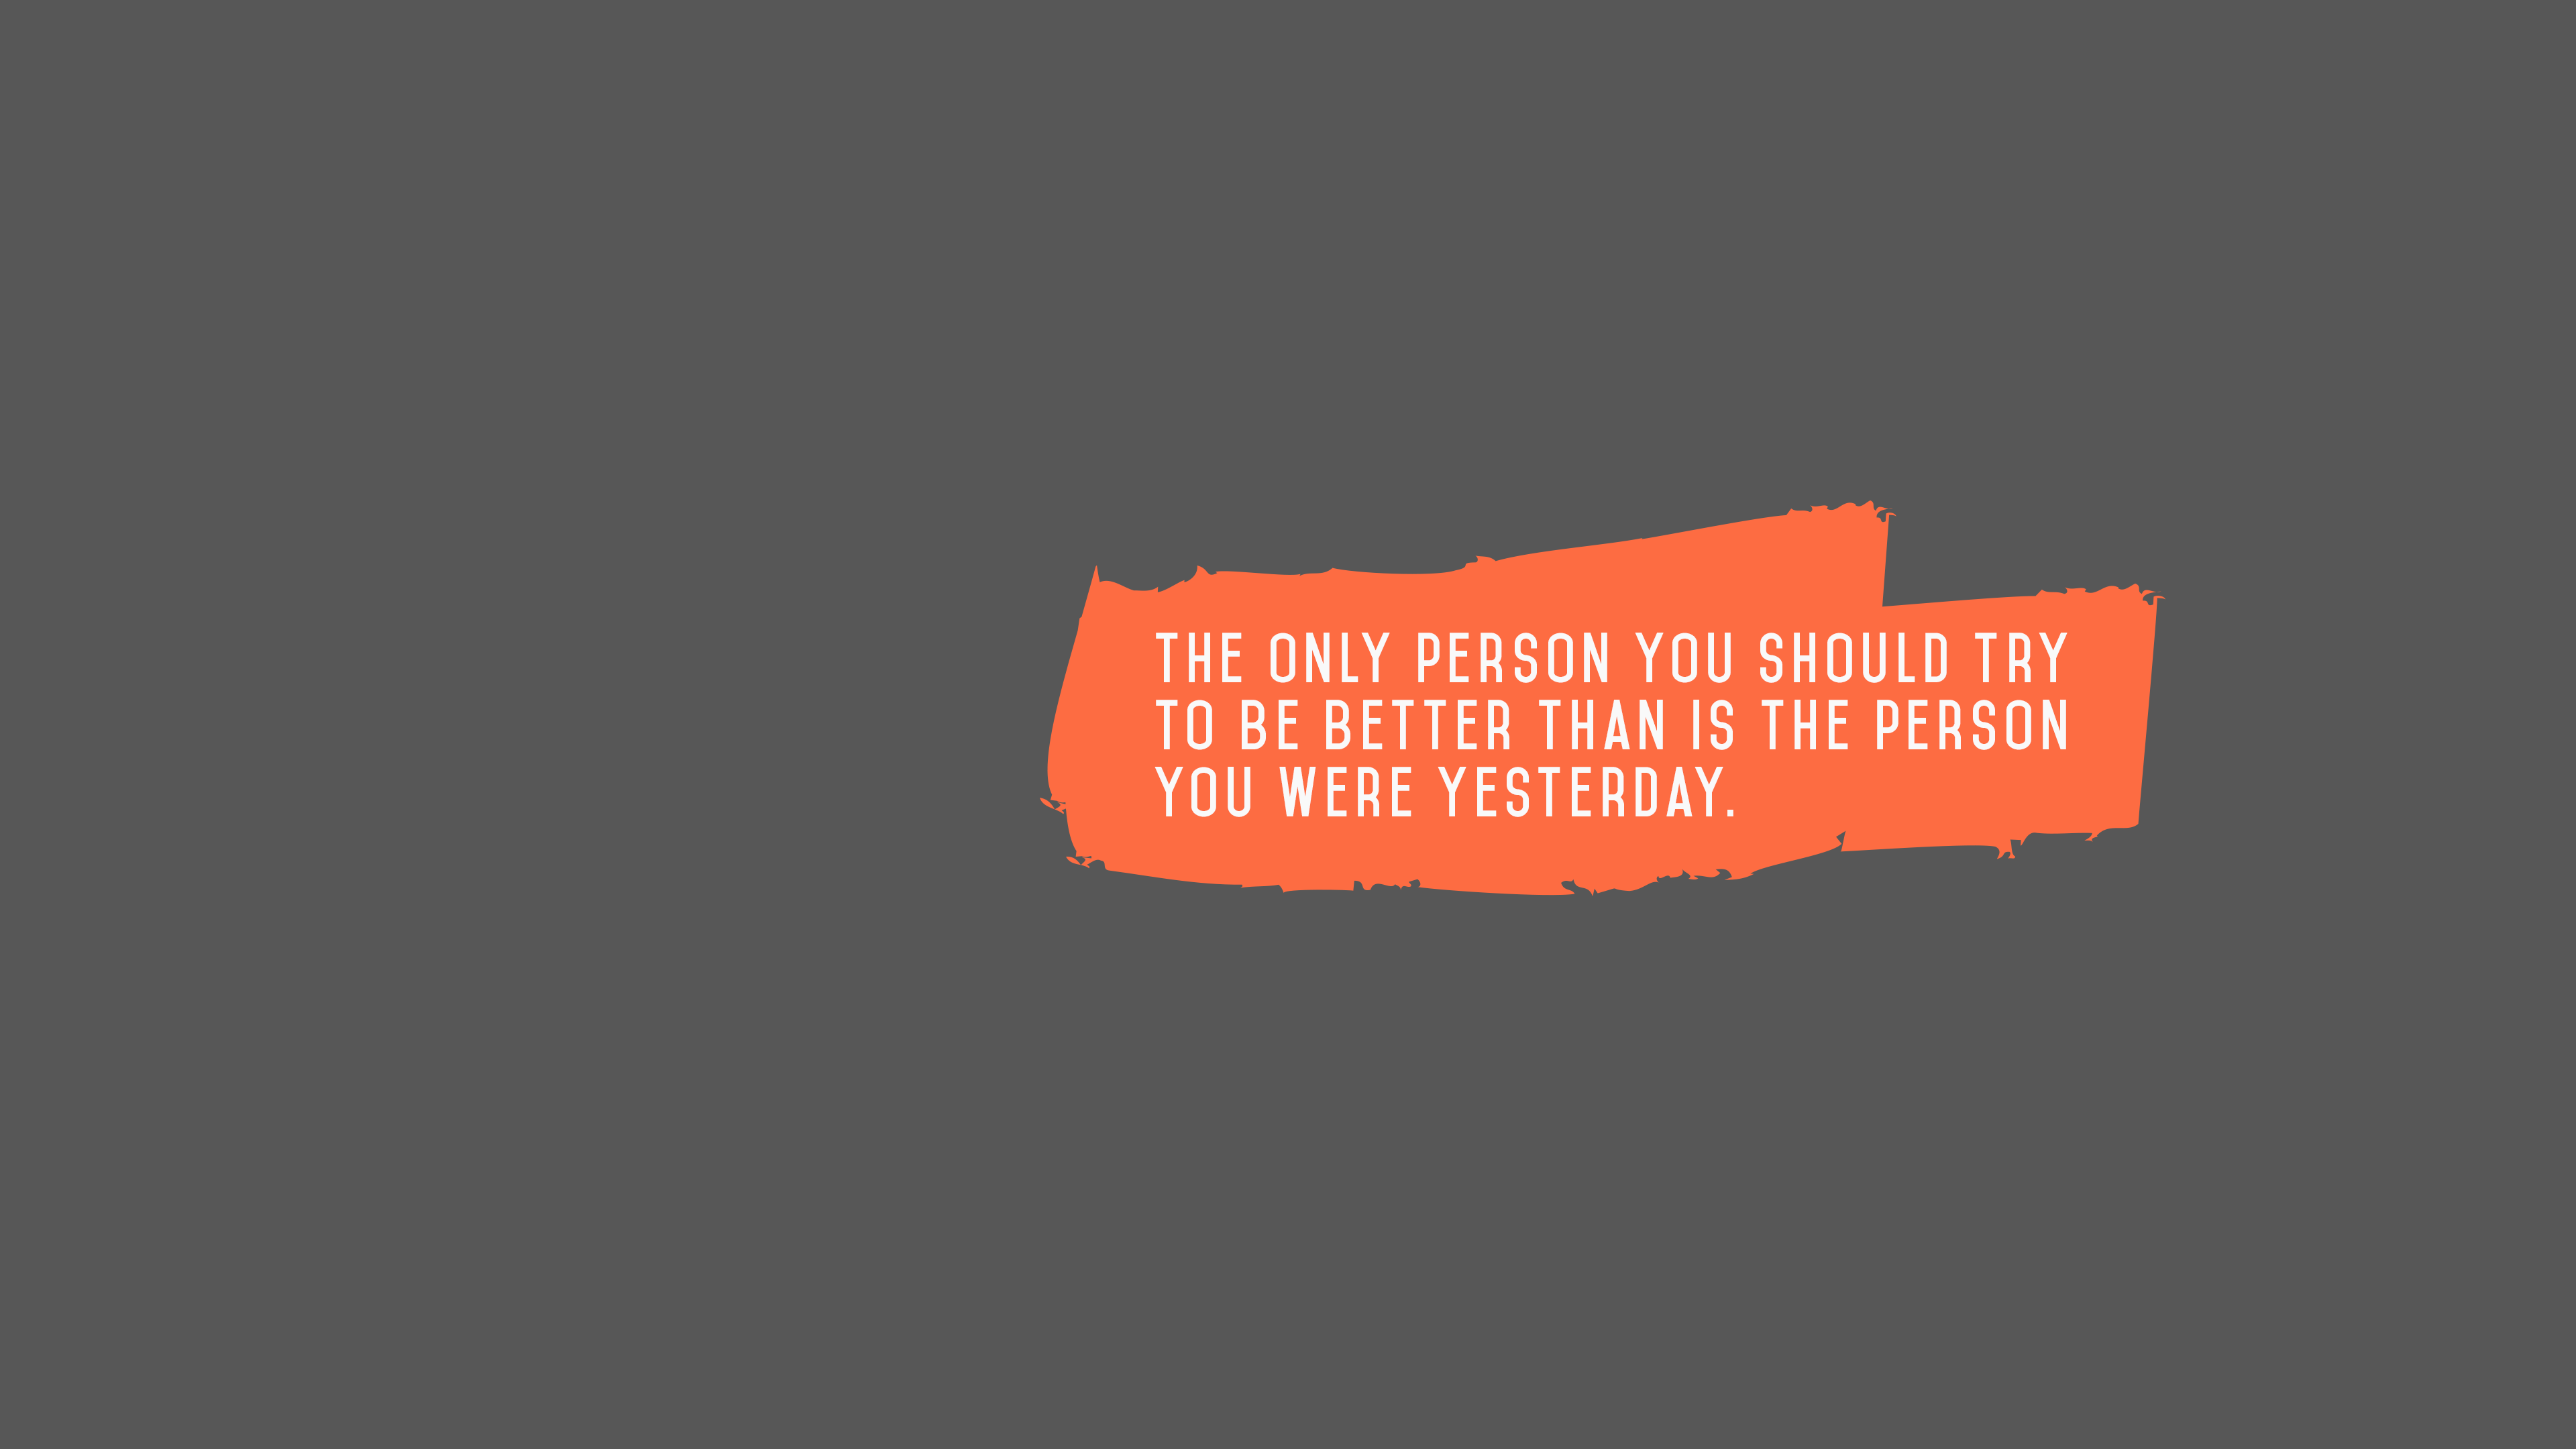 THE ONLY PERSON YOU SHOULD TRY
TO BE BETTER THAN IS THE PERSON
YOU WERE YESTERDAY.